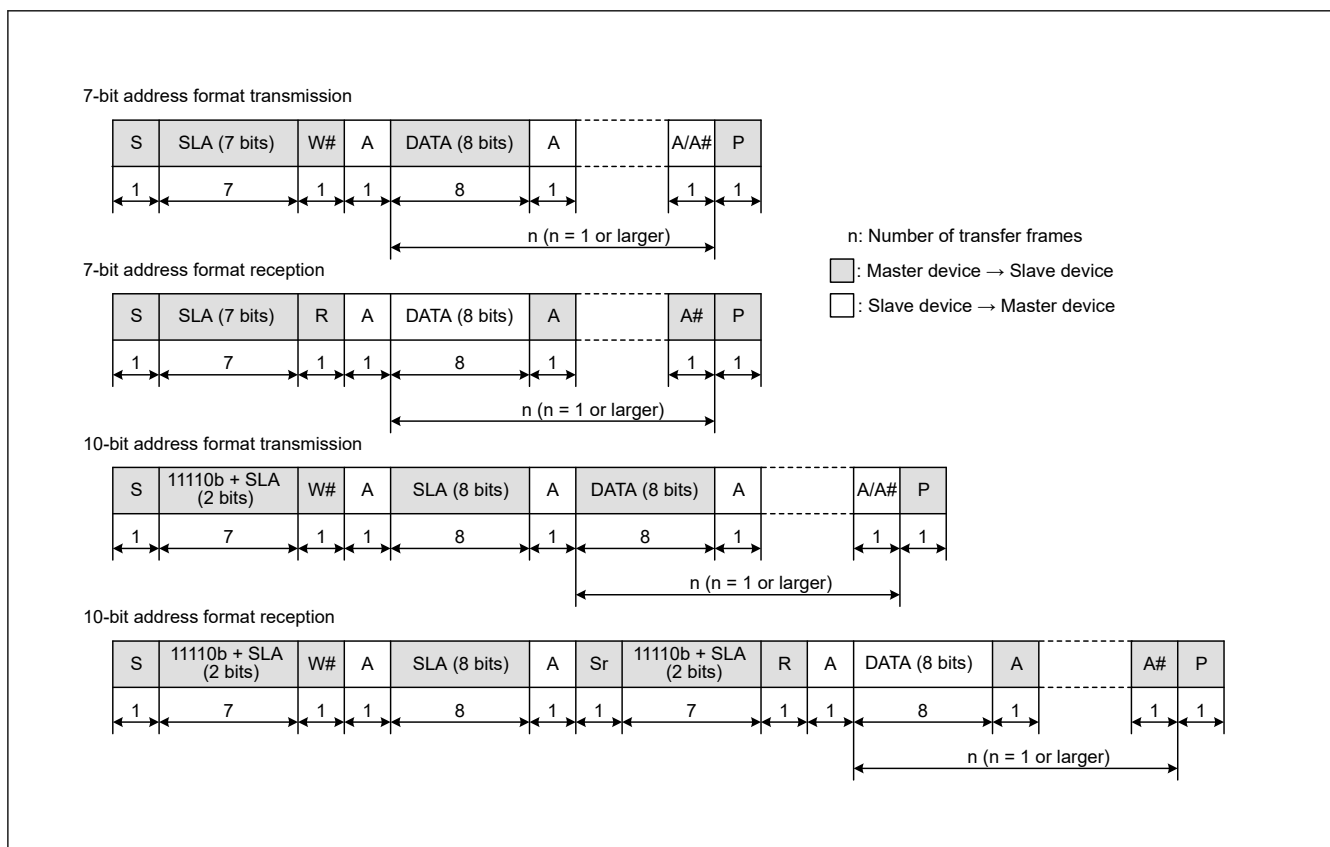 7-bit address format transmission
S SLA (7 bits) W# A DATA (8 bits) A A/A# P
1 7 1 1 8 1 1 1
n (n = 1 or larger)
n: Number of transfer frames
: Master device → Slave device
: Slave device → Master device
7-bit address format reception
S SLA (7 bits) R A DATA (8 bits) A A# P
1 7 1 1 8 1 1 1
n (n = 1 or larger)
10-bit address format transmission
S 11110b + SLA (2 bits) W# A SLA (8 bits) A DATA (8 bits) A A/A# P
1 7 1 1 8 1 8 1 1 1
n (n = 1 or larger)
10-bit address format reception
S 11110b + SLA (2 bits) W# A SLA (8 bits) A Sr 11110b + SLA (2 bits) R A DATA (8 bits) A A# P
1 7 1 1 8 1 1 7 1 1 8 1 1 1
n (n = 1 or larger)